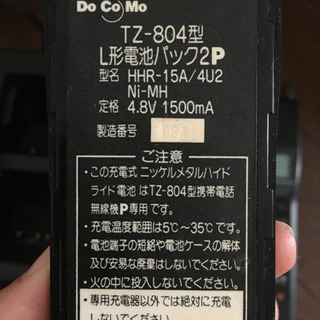 Do Co Mo
TZ-804型
L形電池パック2P
型名 HHR-15A/4U2
Ni-MH
定格 4.8V 1500mA
製造番号
ご注意
・この充電式ニッケルメタルハイド
ライド電池はTZ-804型携帯電話
無線機P専用です。
・充電温度範囲は5℃～35℃です。
・電池端子の短絡や電池ケースの解体
及び安易な廃棄はしないでください。
・火の中に投入しないでください。
・専用充電器以外では絶対に充電
しないでください。